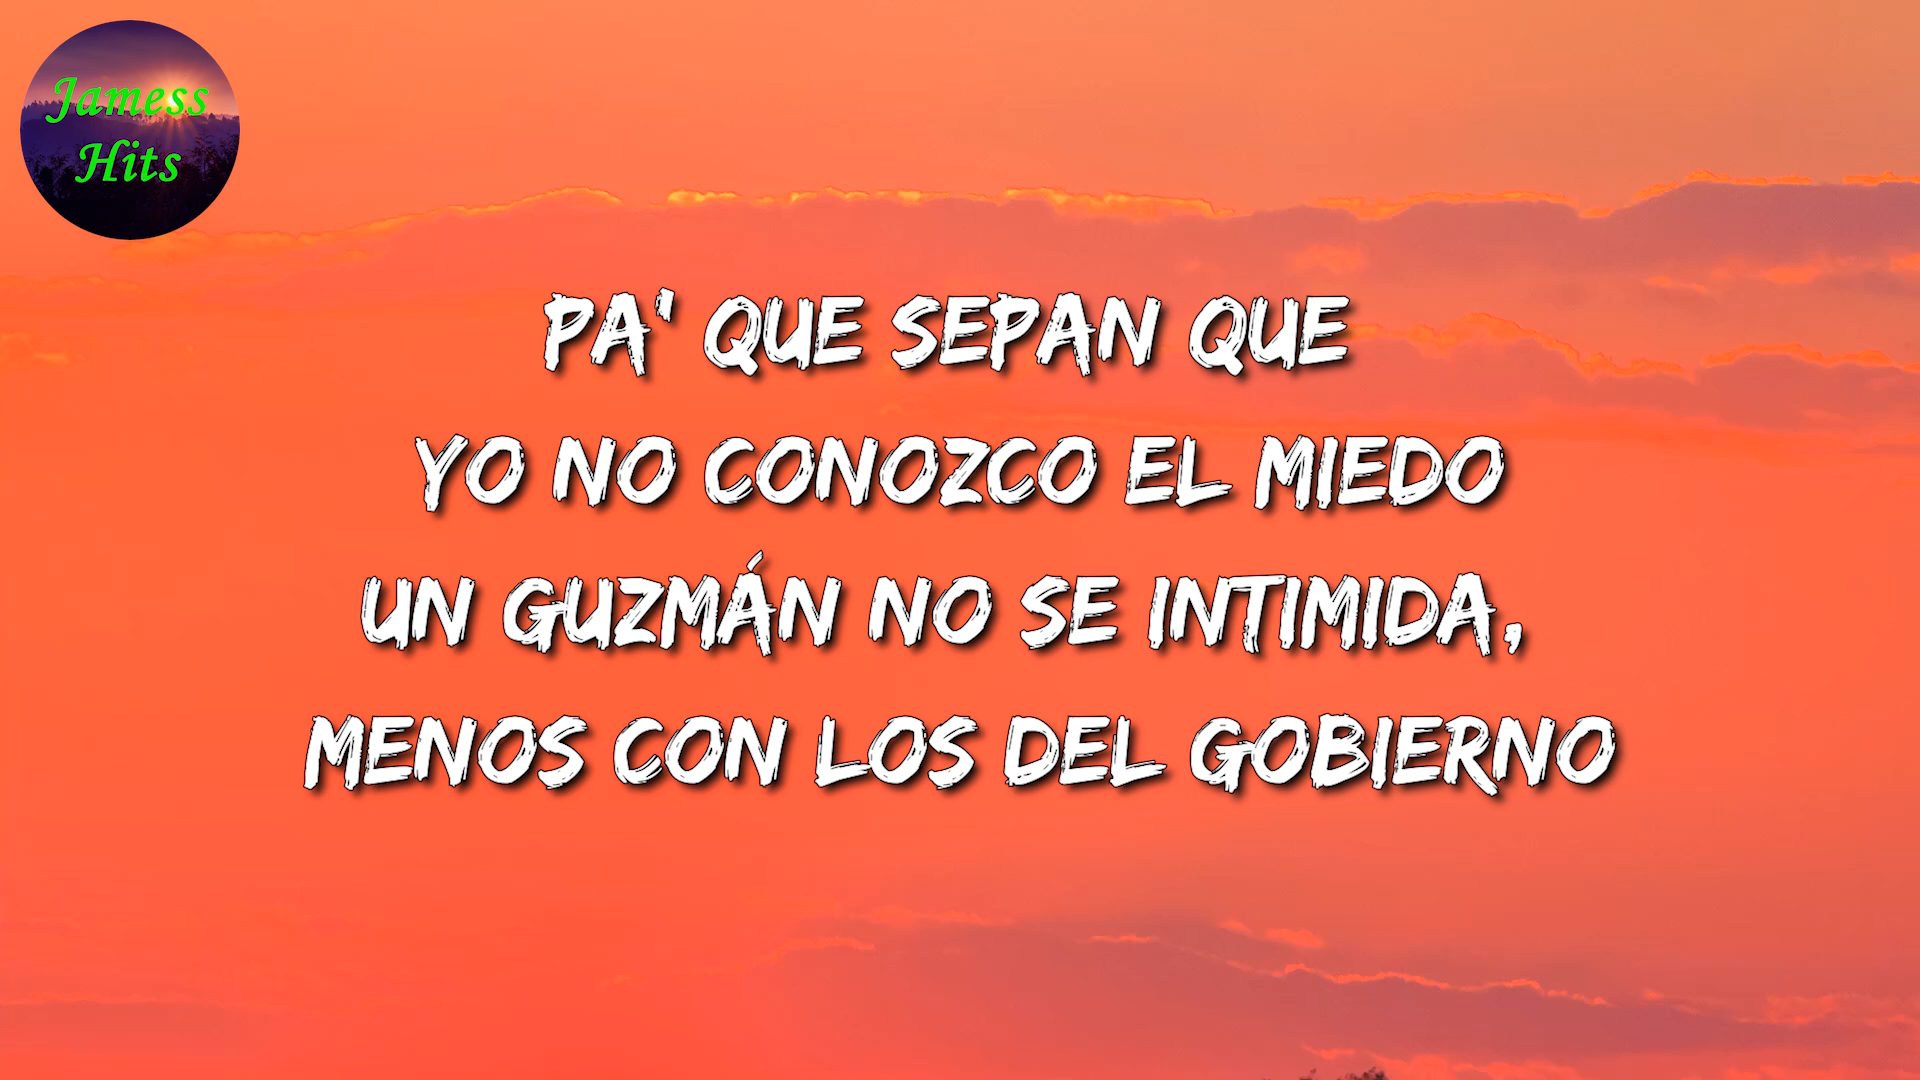 Jamess
Hits
PA' QUE SEPAN QUE
YO NO CONOZCO EL MIEDO
UN GUZMÁN NO SE INTIMIDA,
MENOS CON LOS DEL GOBIERNO